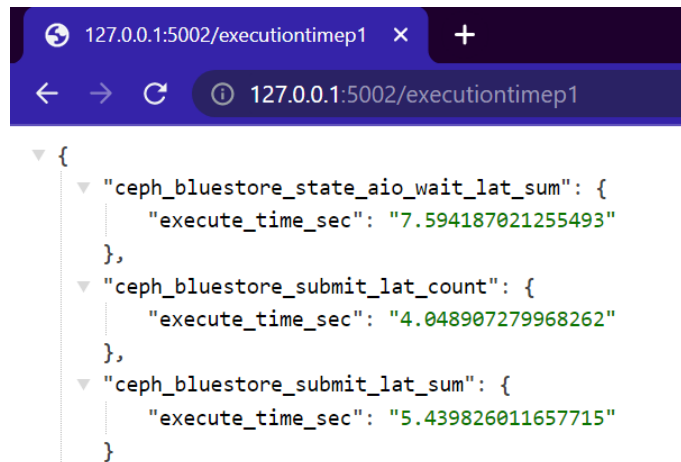 127.0.0.1:5002/executiontimep1
127.0.0.1:5002/executiontimep1
{
"ceph_bluestore_state_aio_wait_lat_sum": {
"execute_time_sec": "7.594187021255493"
},
"ceph_bluestore_submit_lat_count": {
"execute_time_sec": "4.048907279968262"
},
"ceph_bluestore_submit_lat_sum": {
"execute_time_sec": "5.439826011657715"
}